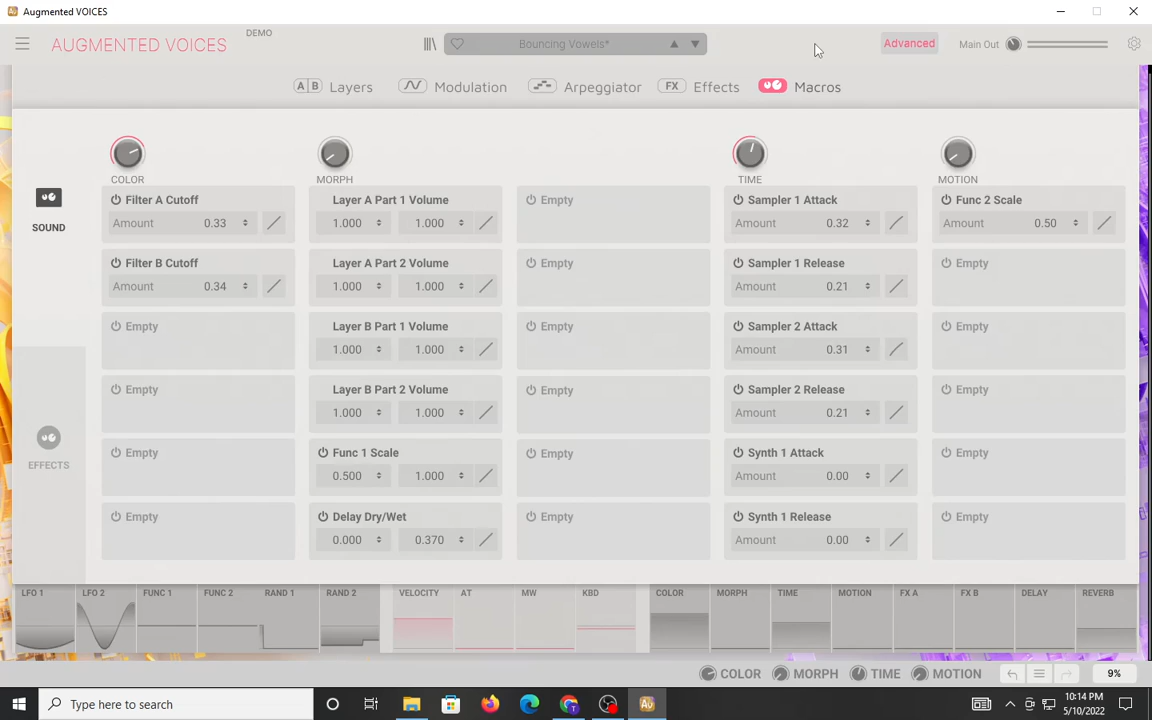 Augmented VOICES
AUGMENTED VOICES
DEMO
Bouncing Vowels*
Advanced
Main Out
A B Layers
Modulation
Arpeggiator
FX Effects
Macros
COLOR
MORPH
TIME
MOTION
SOUND
EFFECTS
Filter A Cutoff
Amount 0.33
Filter B Cutoff
Amount 0.34
Empty
Empty
Empty
Empty
Layer A Part 1 Volume
1.000 1.000
Layer A Part 2 Volume
1.000 1.000
Layer B Part 1 Volume
1.000 1.000
Layer B Part 2 Volume
1.000 1.000
Func 1 Scale
0.500 1.000
Delay Dry/Wet
0.000 0.370
Empty
Empty
Empty
Empty
Empty
Empty
Sampler 1 Attack
Amount 0.32
Sampler 1 Release
Amount 0.21
Sampler 2 Attack
Amount 0.31
Sampler 2 Release
Amount 0.21
Synth 1 Attack
Amount 0.00
Synth 1 Release
Amount 0.00
Func 2 Scale
Amount 0.50
Empty
Empty
Empty
Empty
Empty
LFO 1 LFO 2 FUNC 1 FUNC 2 RAND 1 RAND 2 VELOCITY AT MW KBD COLOR MORPH TIME MOTION FX A FX B DELAY REVERB
COLOR MORPH TIME MOTION 9%
Type here to search
10:14 PM
5/10/2022